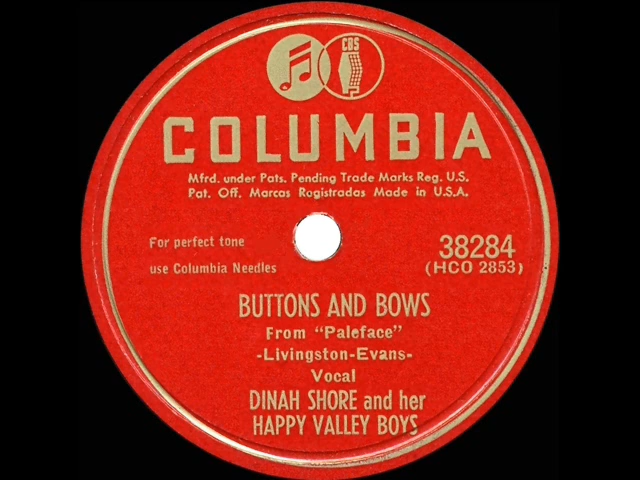 CBS
COLUMBIA
Mfrd. under Pats. Pending Trade Marks Reg. U.S.
Pat. Off. Marcas Rogistradas Made in U.S.A.
For perfect tone
use Columbia Needles
38284
(HCO 2853)
BUTTONS AND BOWS
From "Paleface"
-Livingston-Evans-
Vocal
DINAH SHORE and her
HAPPY VALLEY BOYS